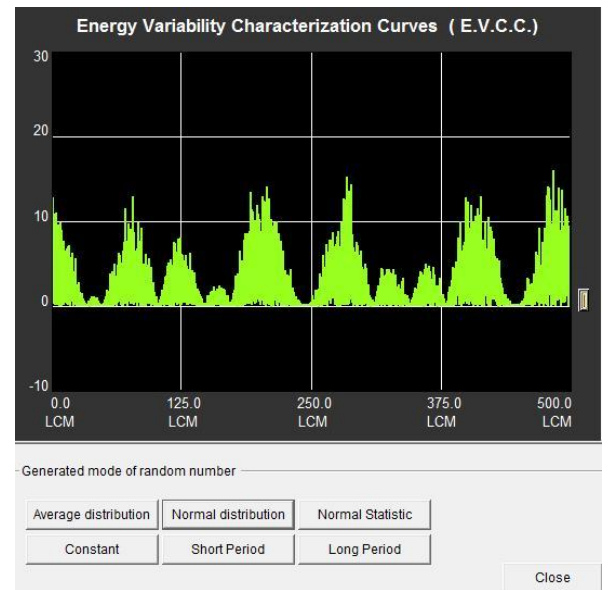 Energy Variability Characterization Curves ( E.V.C.C.)
30
20
10
0
-10
0.0 125.0 250.0 375.0 500.0
LCM LCM LCM LCM LCM
Generated mode of random number
Average distribution Normal distribution Normal Statistic
Constant Short Period Long Period
Close